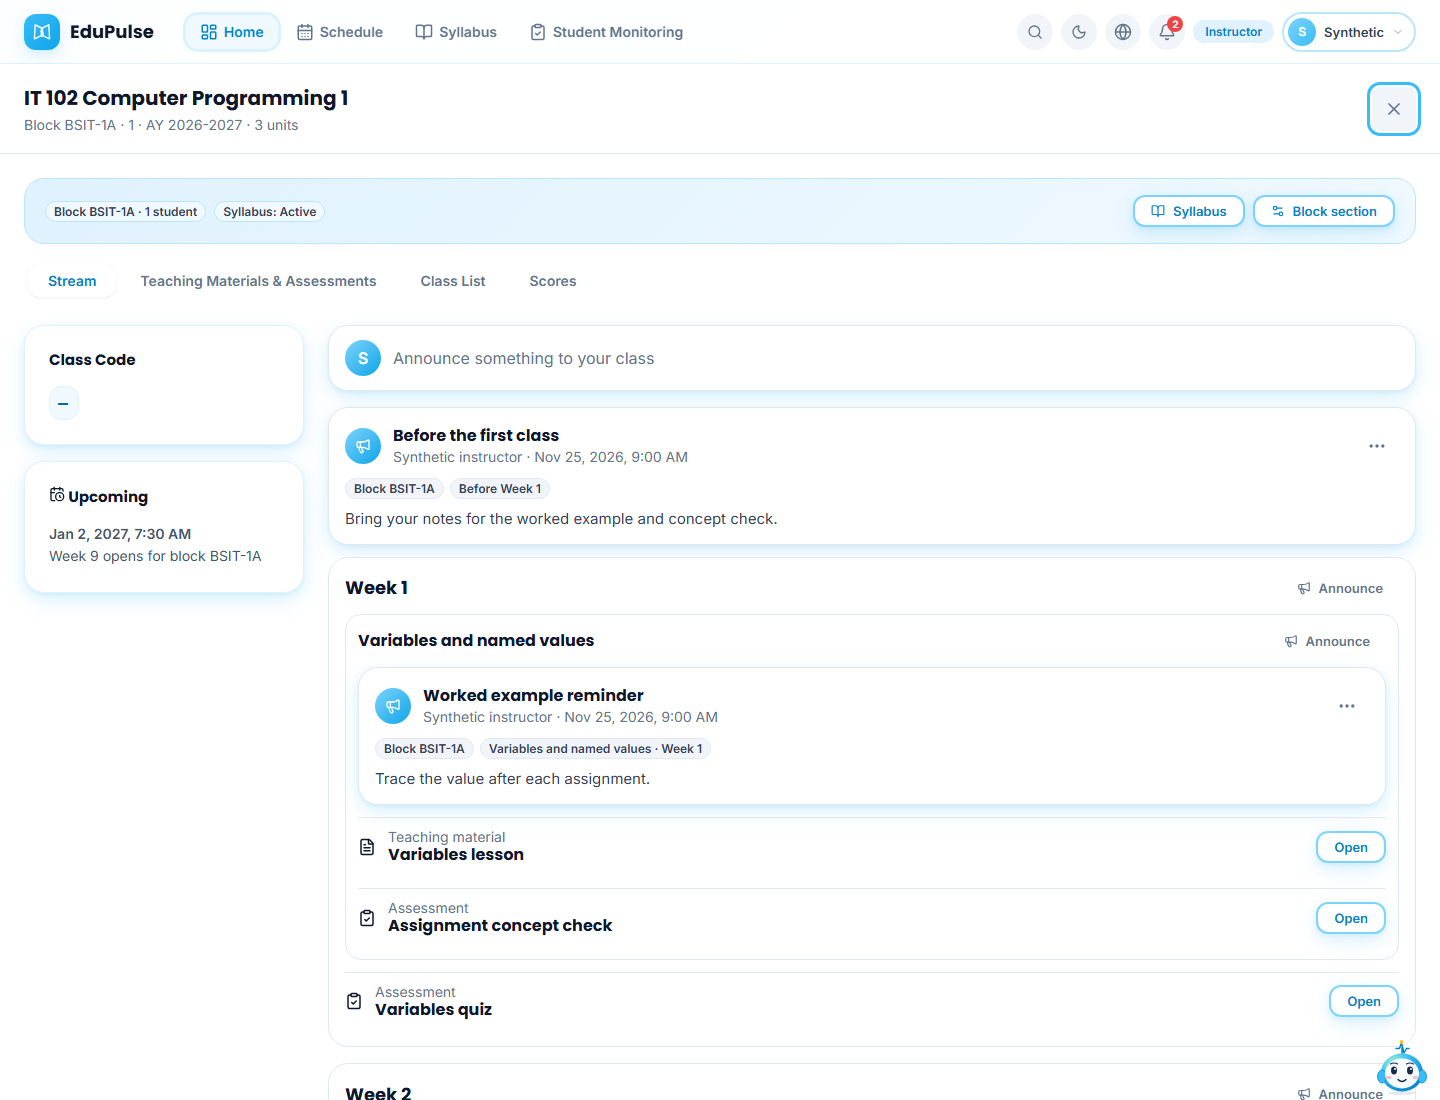 EduPulse
Home
Schedule
Syllabus
Student Monitoring
2
Instructor
S
Synthetic
IT 102 Computer Programming 1
Block BSIT-1A · 1 · AY 2026-2027 · 3 units
Block BSIT-1A · 1 student
Syllabus: Active
Syllabus
Block section
Stream
Teaching Materials & Assessments
Class List
Scores
Class Code
–
Upcoming
Jan 2, 2027, 7:30 AM
Week 9 opens for block BSIT-1A
S
Announce something to your class
Before the first class
Synthetic instructor · Nov 25, 2026, 9:00 AM
Block BSIT-1A
Before Week 1
Bring your notes for the worked example and concept check.
Week 1
Announce
Variables and named values
Announce
Worked example reminder
Synthetic instructor · Nov 25, 2026, 9:00 AM
Block BSIT-1A
Variables and named values · Week 1
Trace the value after each assignment.
Teaching material
Variables lesson
Open
Assessment
Assignment concept check
Open
Assessment
Variables quiz
Open
Week 2
Announce